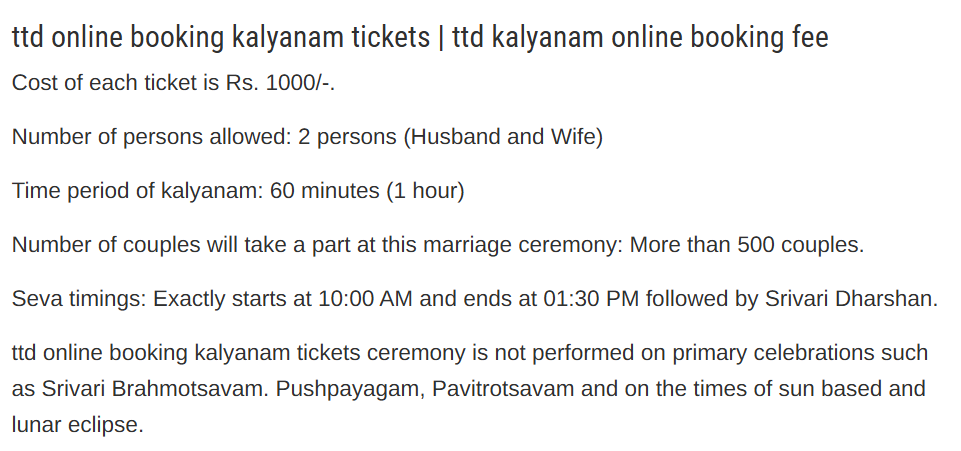 ttd online booking kalyanam tickets | ttd kalyanam online booking fee
Cost of each ticket is Rs. 1000/-.
Number of persons allowed: 2 persons (Husband and Wife)
Time period of kalyanam: 60 minutes (1 hour)
Number of couples will take a part at this marriage ceremony: More than 500 couples.
Seva timings: Exactly starts at 10:00 AM and ends at 01:30 PM followed by Srivari Dharshan.
ttd online booking kalyanam tickets ceremony is not performed on primary celebrations such
as Srivari Brahmotsavam. Pushpayagam, Pavitrotsavam and on the times of sun based and
lunar eclipse.